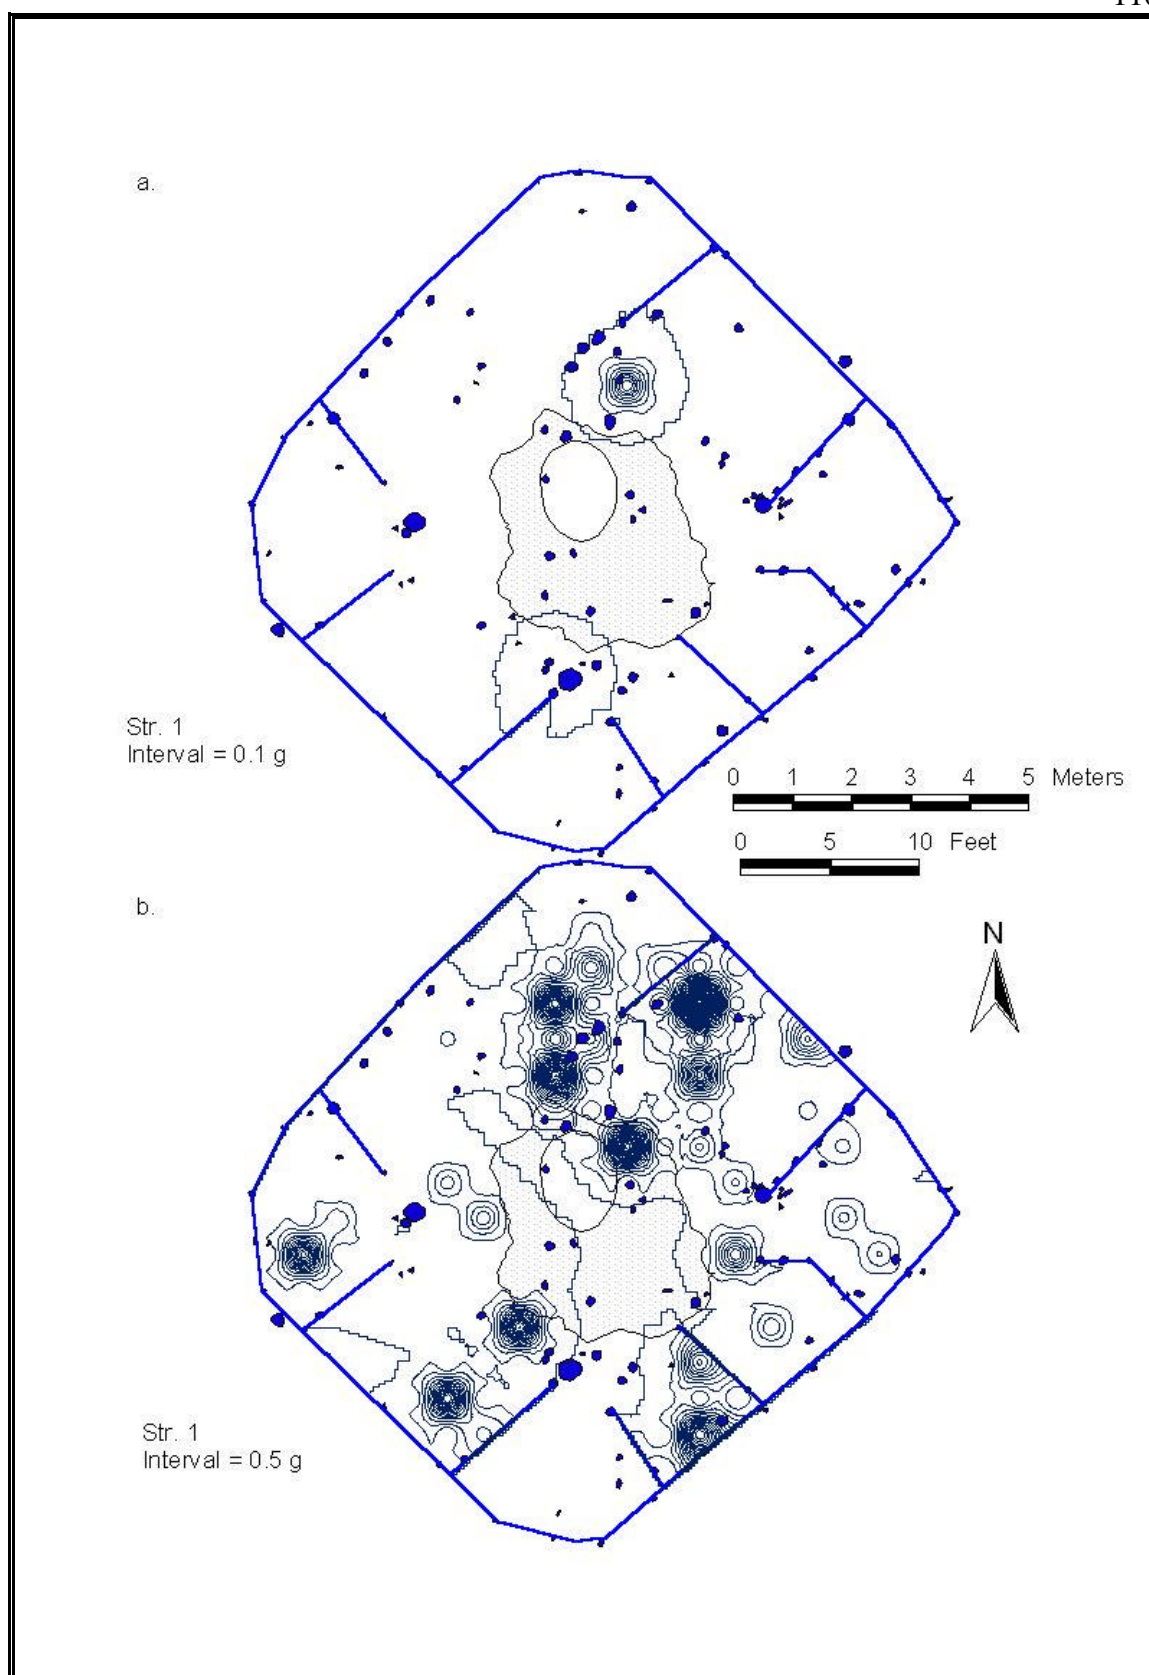 a.
Str. 1
Interval = 0.1 g
0 1 2 3 4 5 Meters
0 5 10 Feet
b.
N
Str. 1
Interval = 0.5 g